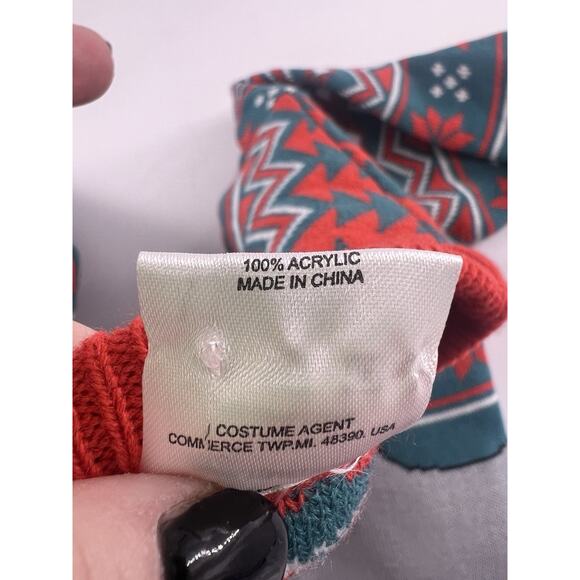 100% ACRYLIC
MADE IN CHINA
COSTUME AGENT
COMMERCE TWP.MI. 48390. USA